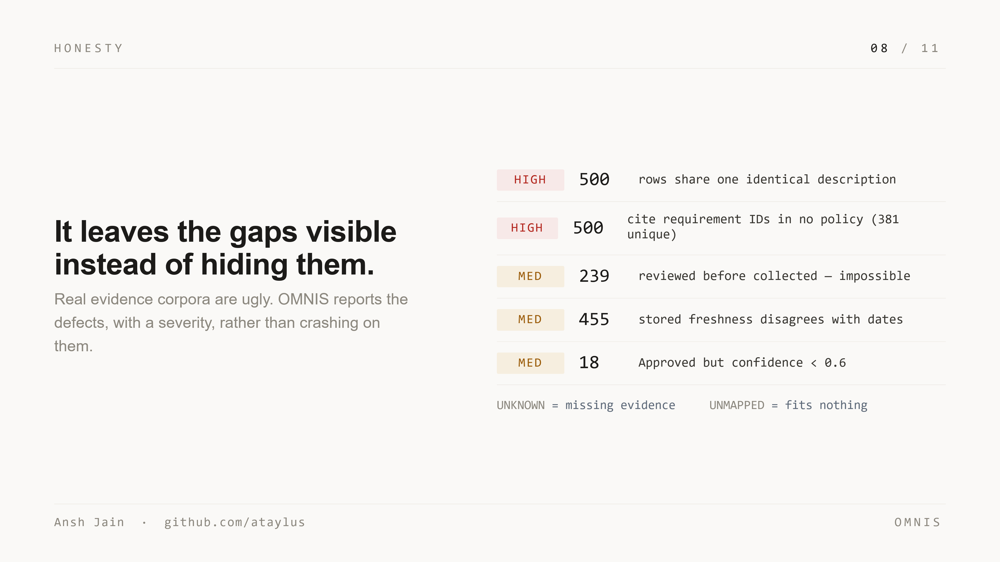 HONESTY
08 / 11
It leaves the gaps visible
instead of hiding them.
Real evidence corpora are ugly. OMNIS reports the
defects, with a severity, rather than crashing on
them.
HIGH 500 rows share one identical description
HIGH 500 cite requirement IDs in no policy (381
unique)
MED 239 reviewed before collected — impossible
MED 455 stored freshness disagrees with dates
MED 18 Approved but confidence < 0.6
UNKNOWN = missing evidence UNMAPPED = fits nothing
Ansh Jain · github.com/ataylus
OMNIS